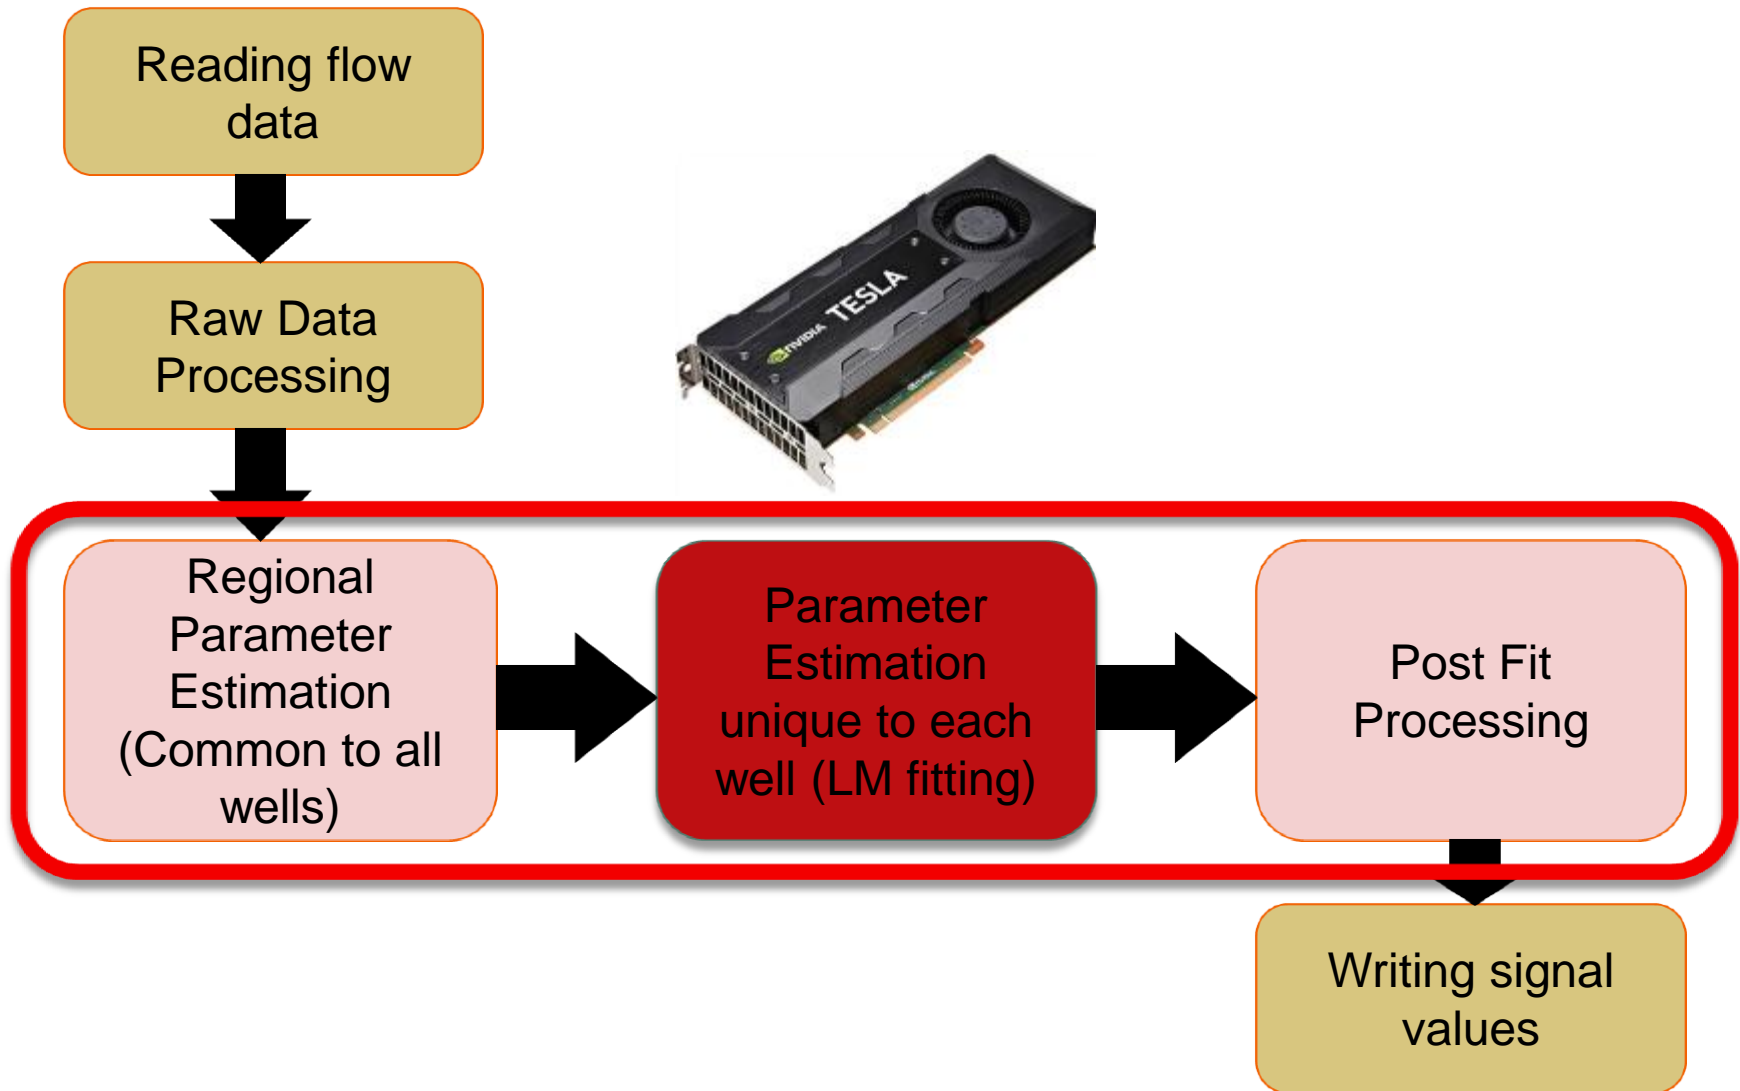 Reading flow
data
Raw Data
Processing
nVIDIA TESLA
Regional
Parameter
Estimation
(Common to all
wells)
Parameter
Estimation
unique to each
well (LM fitting)
Post Fit
Processing
Writing signal
values